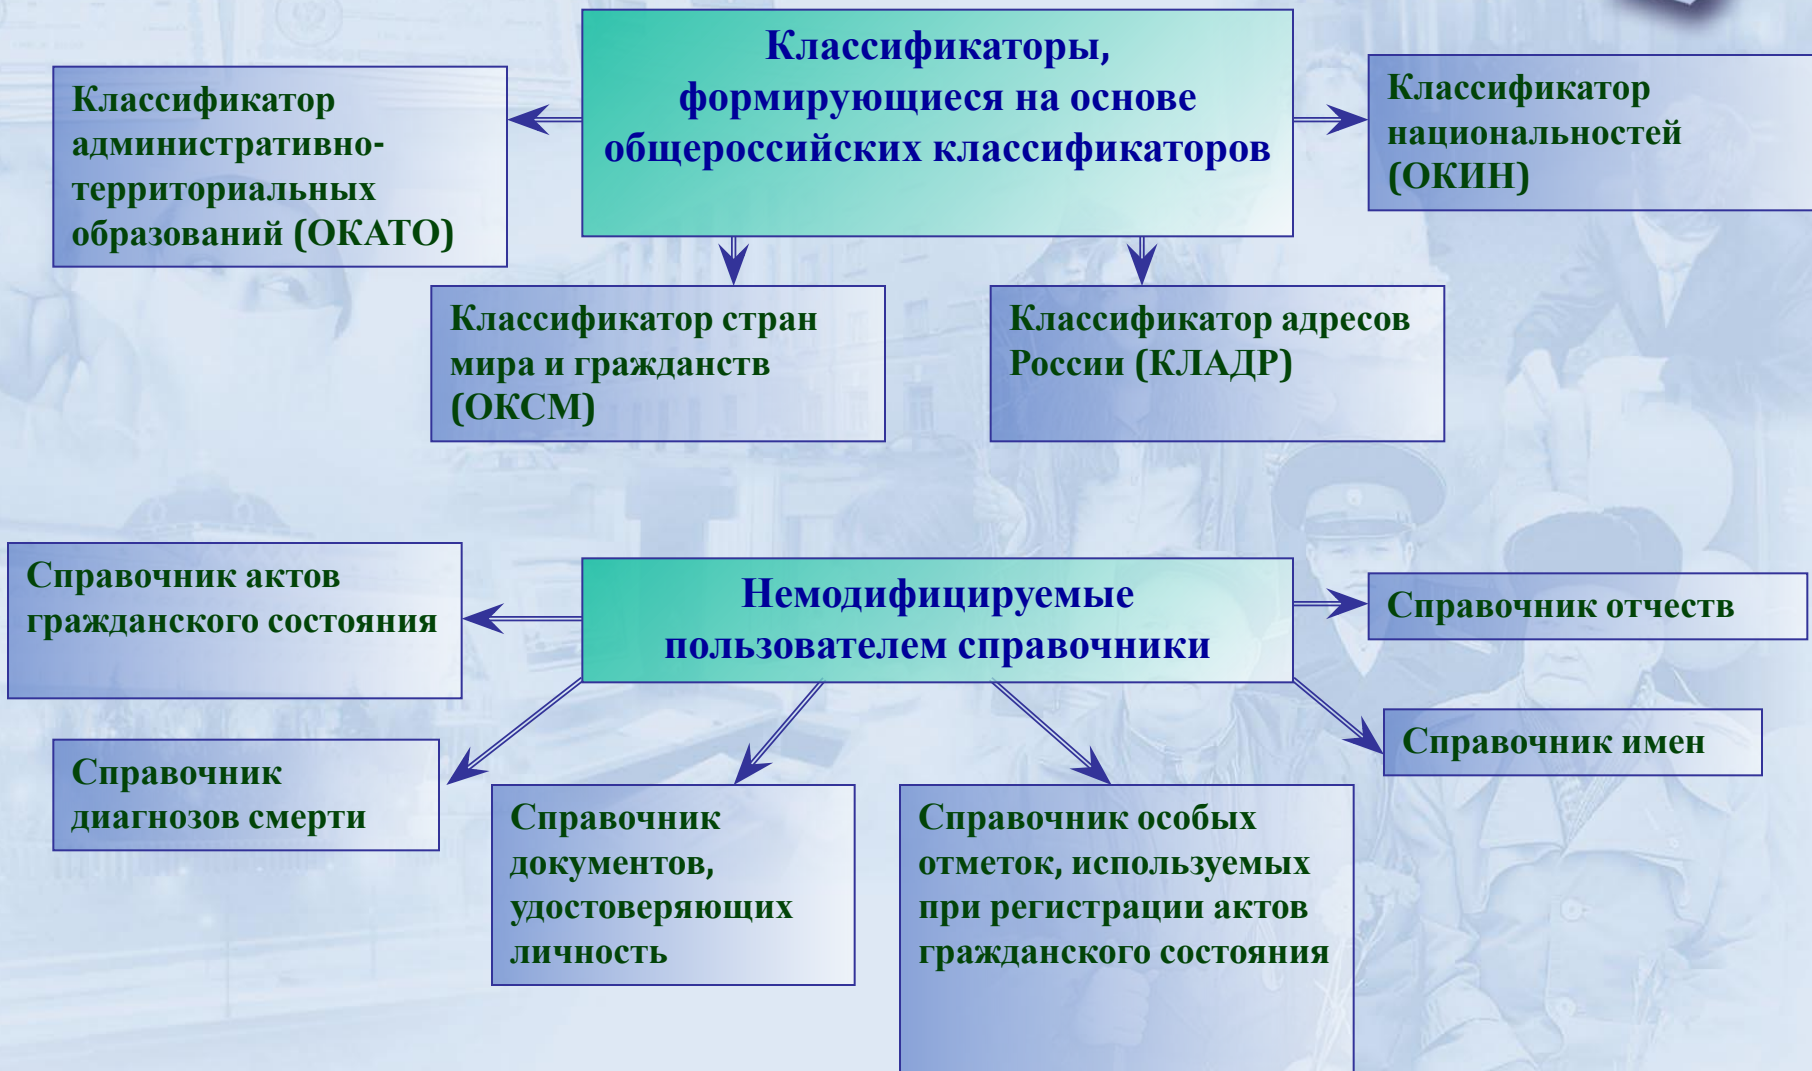 Классификаторы,
формирующиеся на основе
общероссийских классификаторов
Классификатор
административно-
территориальных
образований (ОКАТО)
Классификатор
национальностей
(ОКИН)
Классификатор стран
мира и гражданств
(ОКСМ)
Классификатор адресов
России (КЛАДР)
Немодифицируемые
пользователем справочники
Справочник актов
гражданского состояния
Справочник отчеств
Справочник
диагнозов смерти
Справочник
документов,
удостоверяющих
личность
Справочник особых
отметок, используемых
при регистрации актов
гражданского состояния
Справочник имен